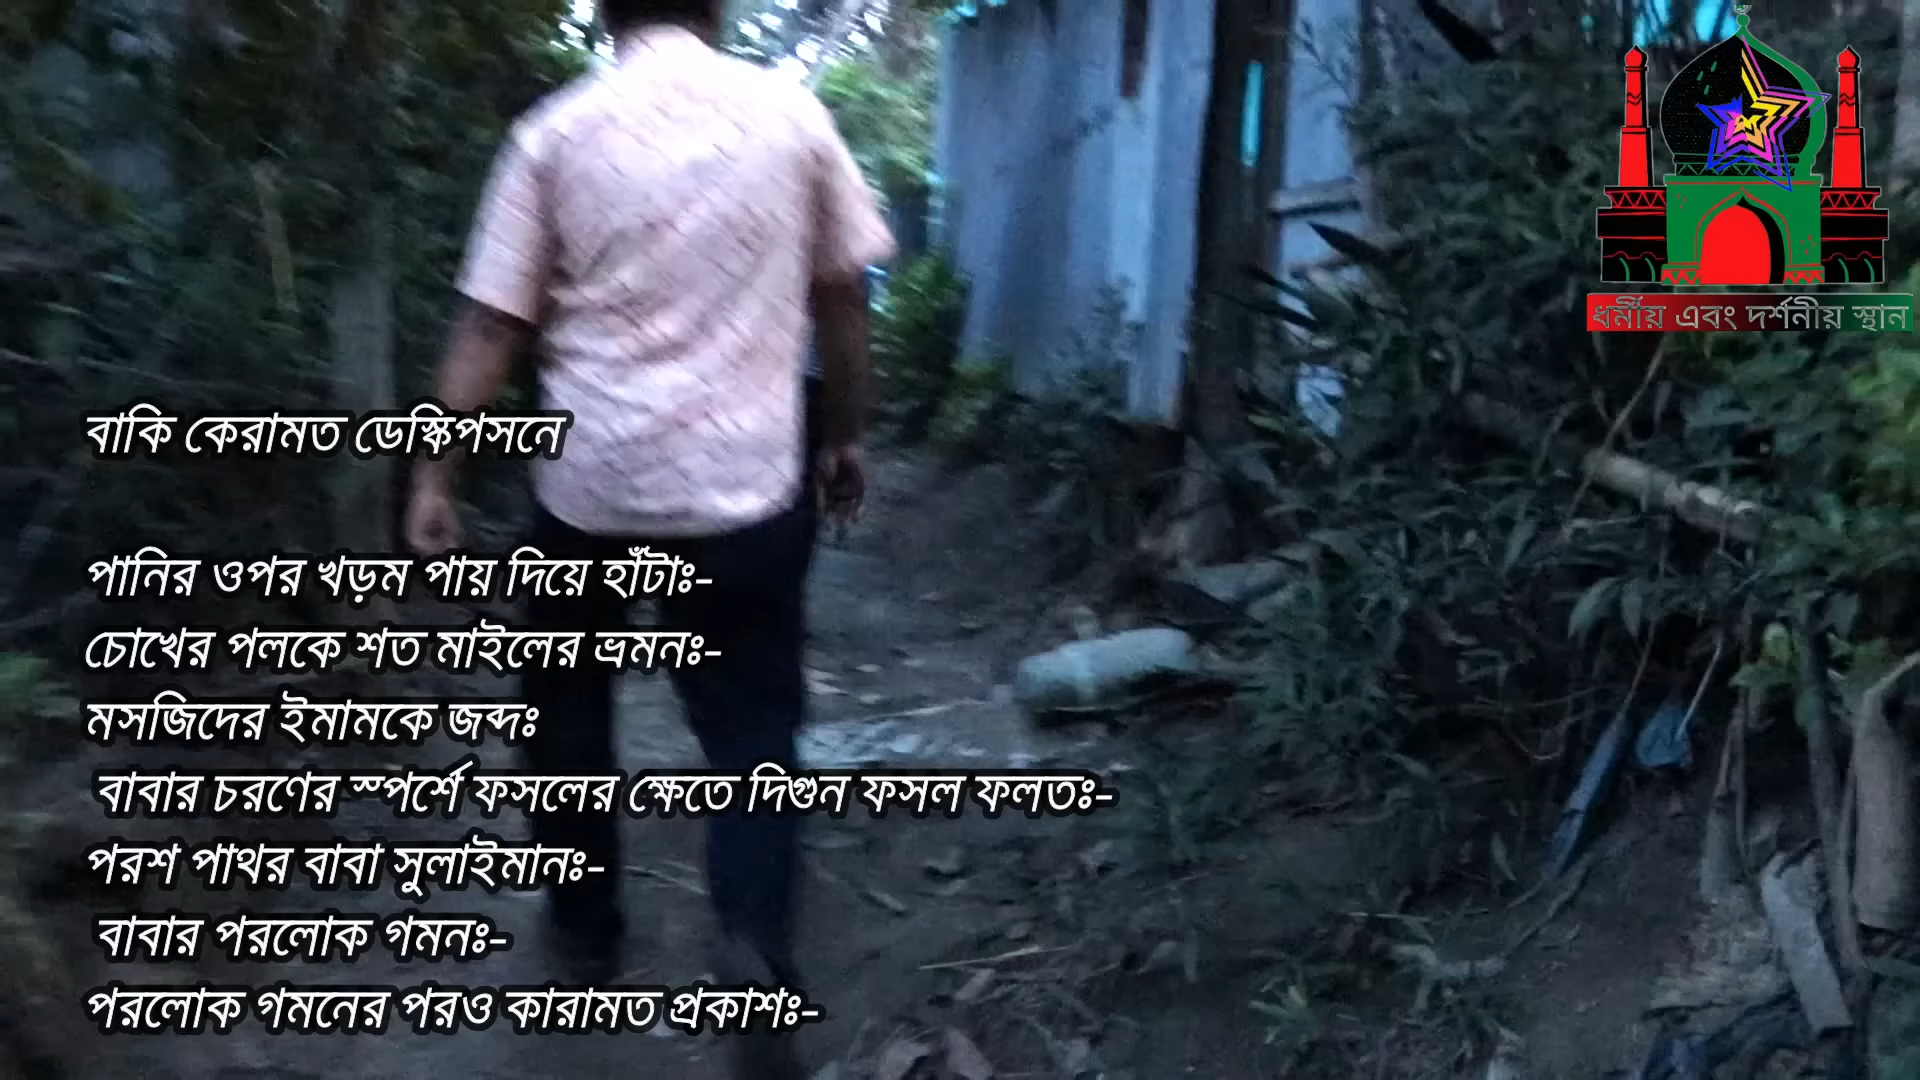 ধর্মীয় এবং দর্শনীয় স্থান
বাকি কেরামত ডেস্কিপসনে
পানির ওপর খড়ম পায় দিয়ে হাঁটাঃ-
চোখের পলকে শত মাইলের ভ্রমনঃ-
মসজিদের ইমামকে জব্দঃ
বাবার চরণের স্পর্শে ফসলের ক্ষেতে দিগুন ফসল ফলতঃ-
পরশ পাথর বাবা সুলাইমানঃ-
বাবার পরলোক গমনঃ-
পরলোক গমনের পরও কারামত প্রকাশঃ-